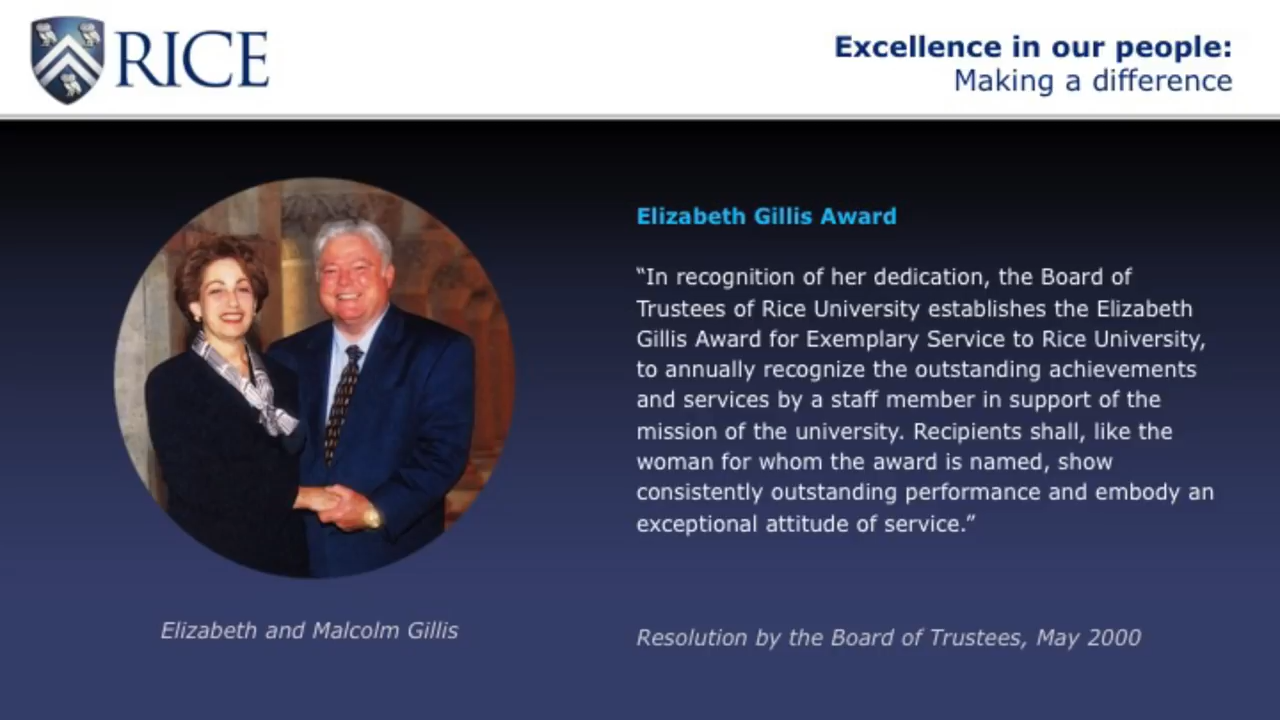 RICE
Excellence in our people:
Making a difference
Elizabeth Gillis Award
“In recognition of her dedication, the Board of
Trustees of Rice University establishes the Elizabeth
Gillis Award for Exemplary Service to Rice University,
to annually recognize the outstanding achievements
and services by a staff member in support of the
mission of the university. Recipients shall, like the
woman for whom the award is named, show
consistently outstanding performance and embody an
exceptional attitude of service.”
Elizabeth and Malcolm Gillis
Resolution by the Board of Trustees, May 2000